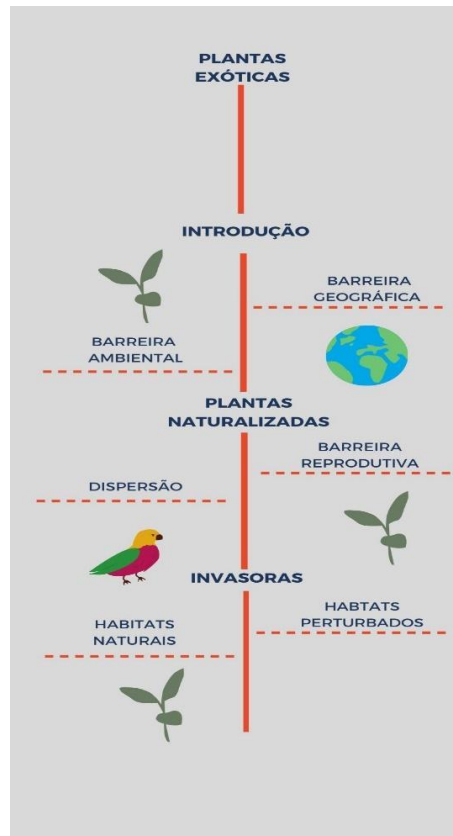 PLANTAS
EXÓTICAS
INTRODUÇÃO
BARREIRA
GEOGRÁFICA
BARREIRA
AMBIENTAL
PLANTAS
NATURALIZADAS
BARREIRA
REPRODUTIVA
DISPERSÃO
INVASORAS
HABTATS
PERTURBADOS
HABITATS
NATURAIS